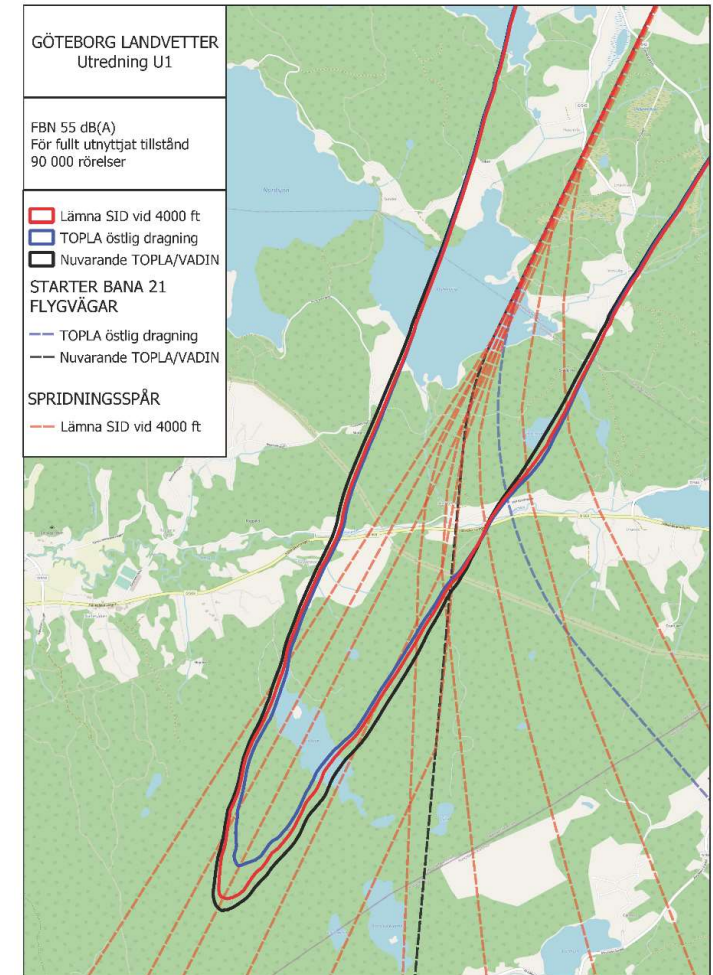 GÖTEBORG LANDVETTER
Utredning U1
FBN 55 dB(A)
För fullt utnyttjat tillstånd
90 000 rörelser
Lämna SID vid 4000 ft
TOPLA östlig dragning
Nuvarande TOPLA/VADIN
STARTER BANA 21
FLYGVÄGAR
TOPLA östlig dragning
Nuvarande TOPLA/VADIN
SPRIDNINGSSPÅR
Lämna SID vid 4000 ft